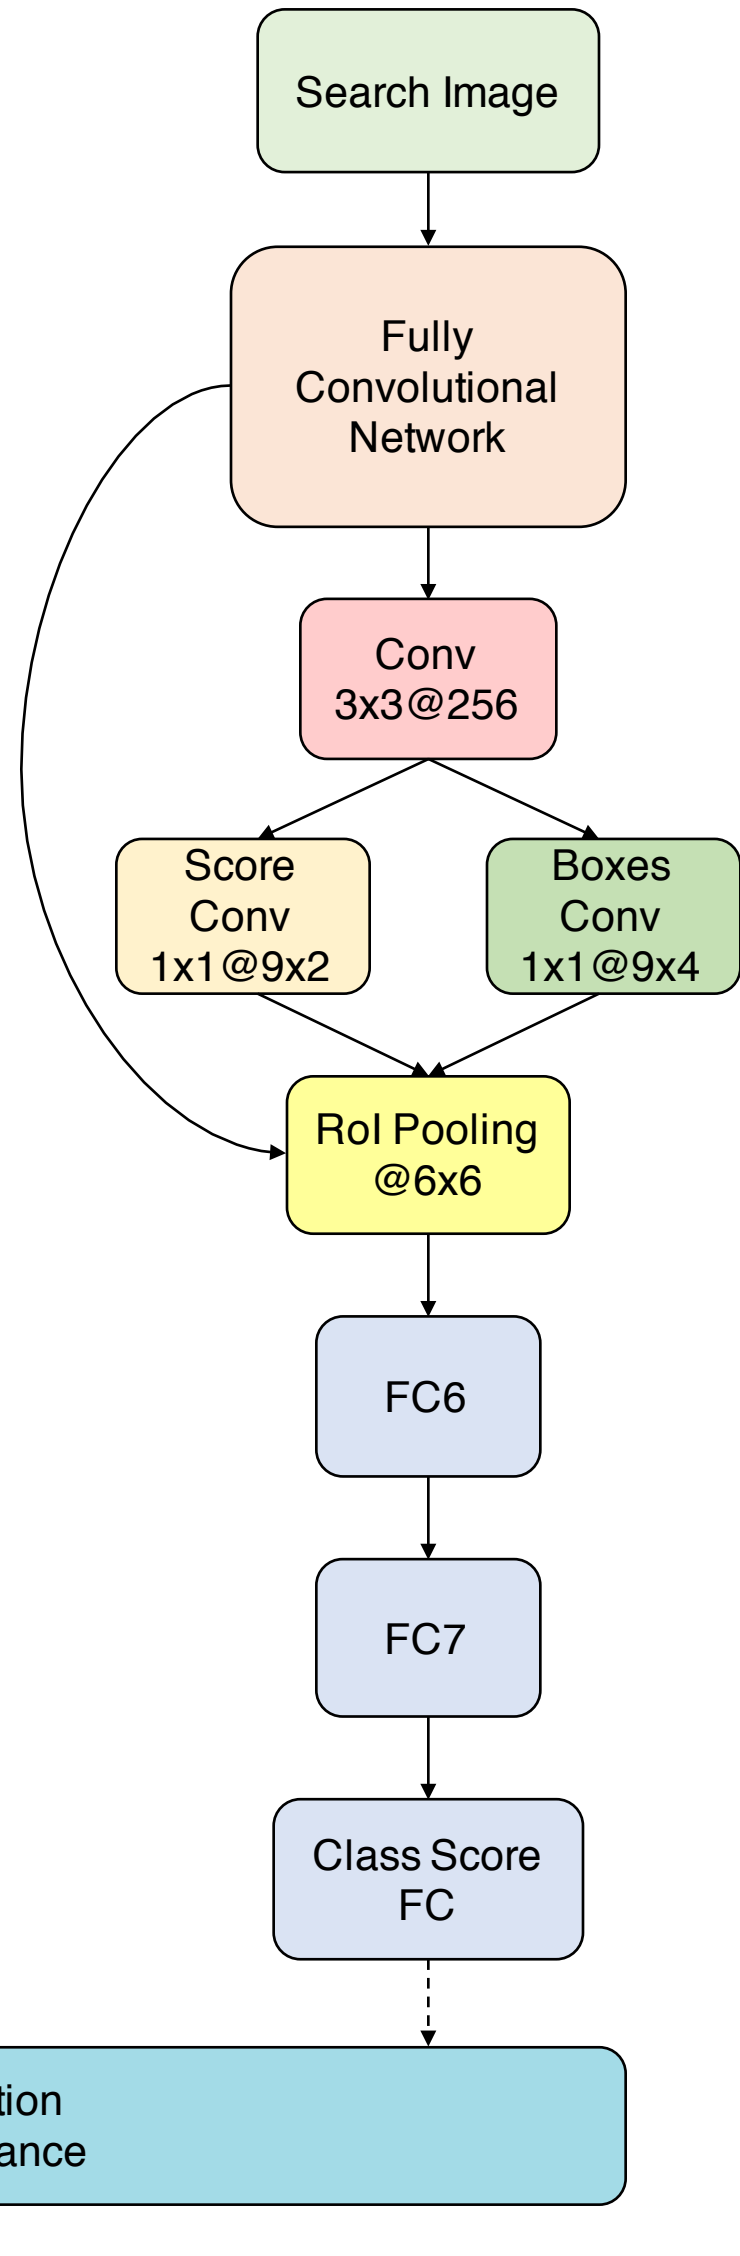 Search Image
Fully
Convolutional
Network
Conv
3x3@256
Score
Conv
1x1@9x2
Boxes
Conv
1x1@9x4
RoI Pooling
@6x6
FC6
FC7
Class Score
FC
tion
ance